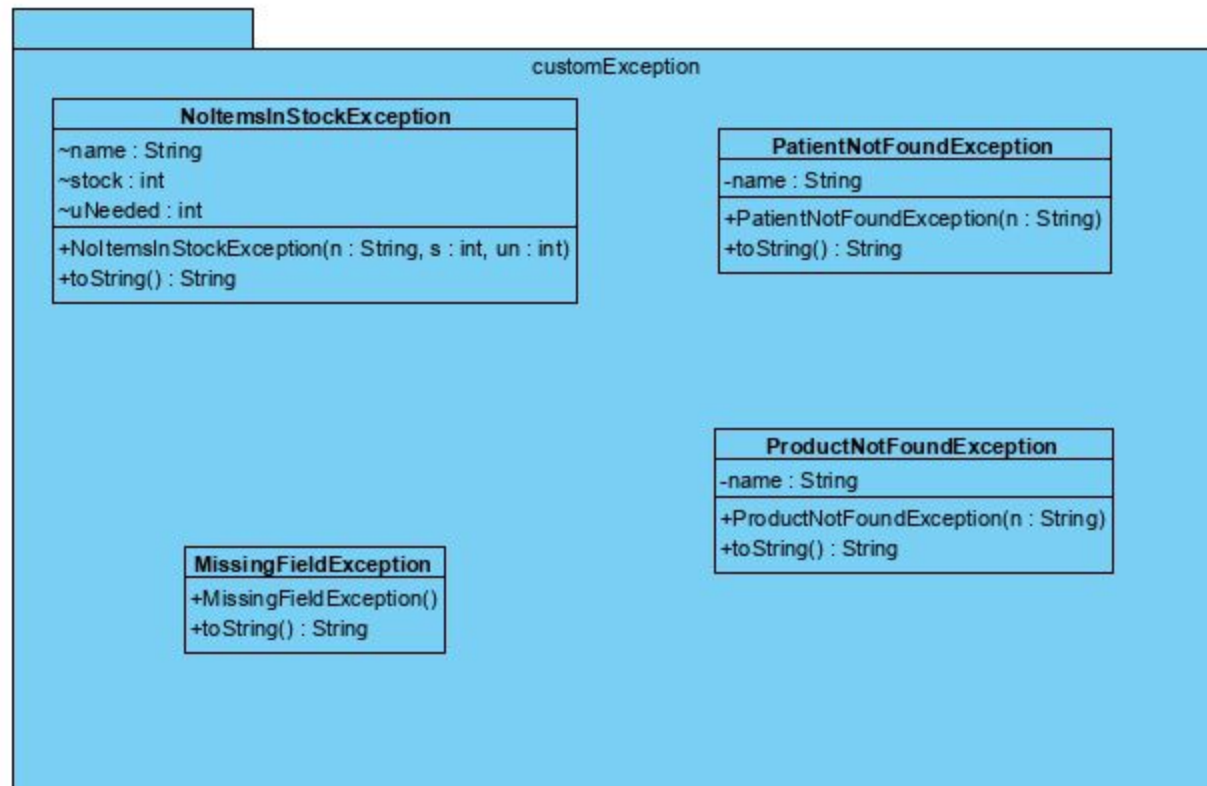 customException
NoItemsInStockException
~name : String
~stock : int
~uNeeded : int
+NoItemsInStockException(n : String, s : int, un : int)
+toString() : String
PatientNotFoundException
-name : String
+PatientNotFoundException(n : String)
+toString() : String
ProductNotFoundException
-name : String
+ProductNotFoundException(n : String)
+toString() : String
MissingFieldException
+MissingFieldException()
+toString() : String